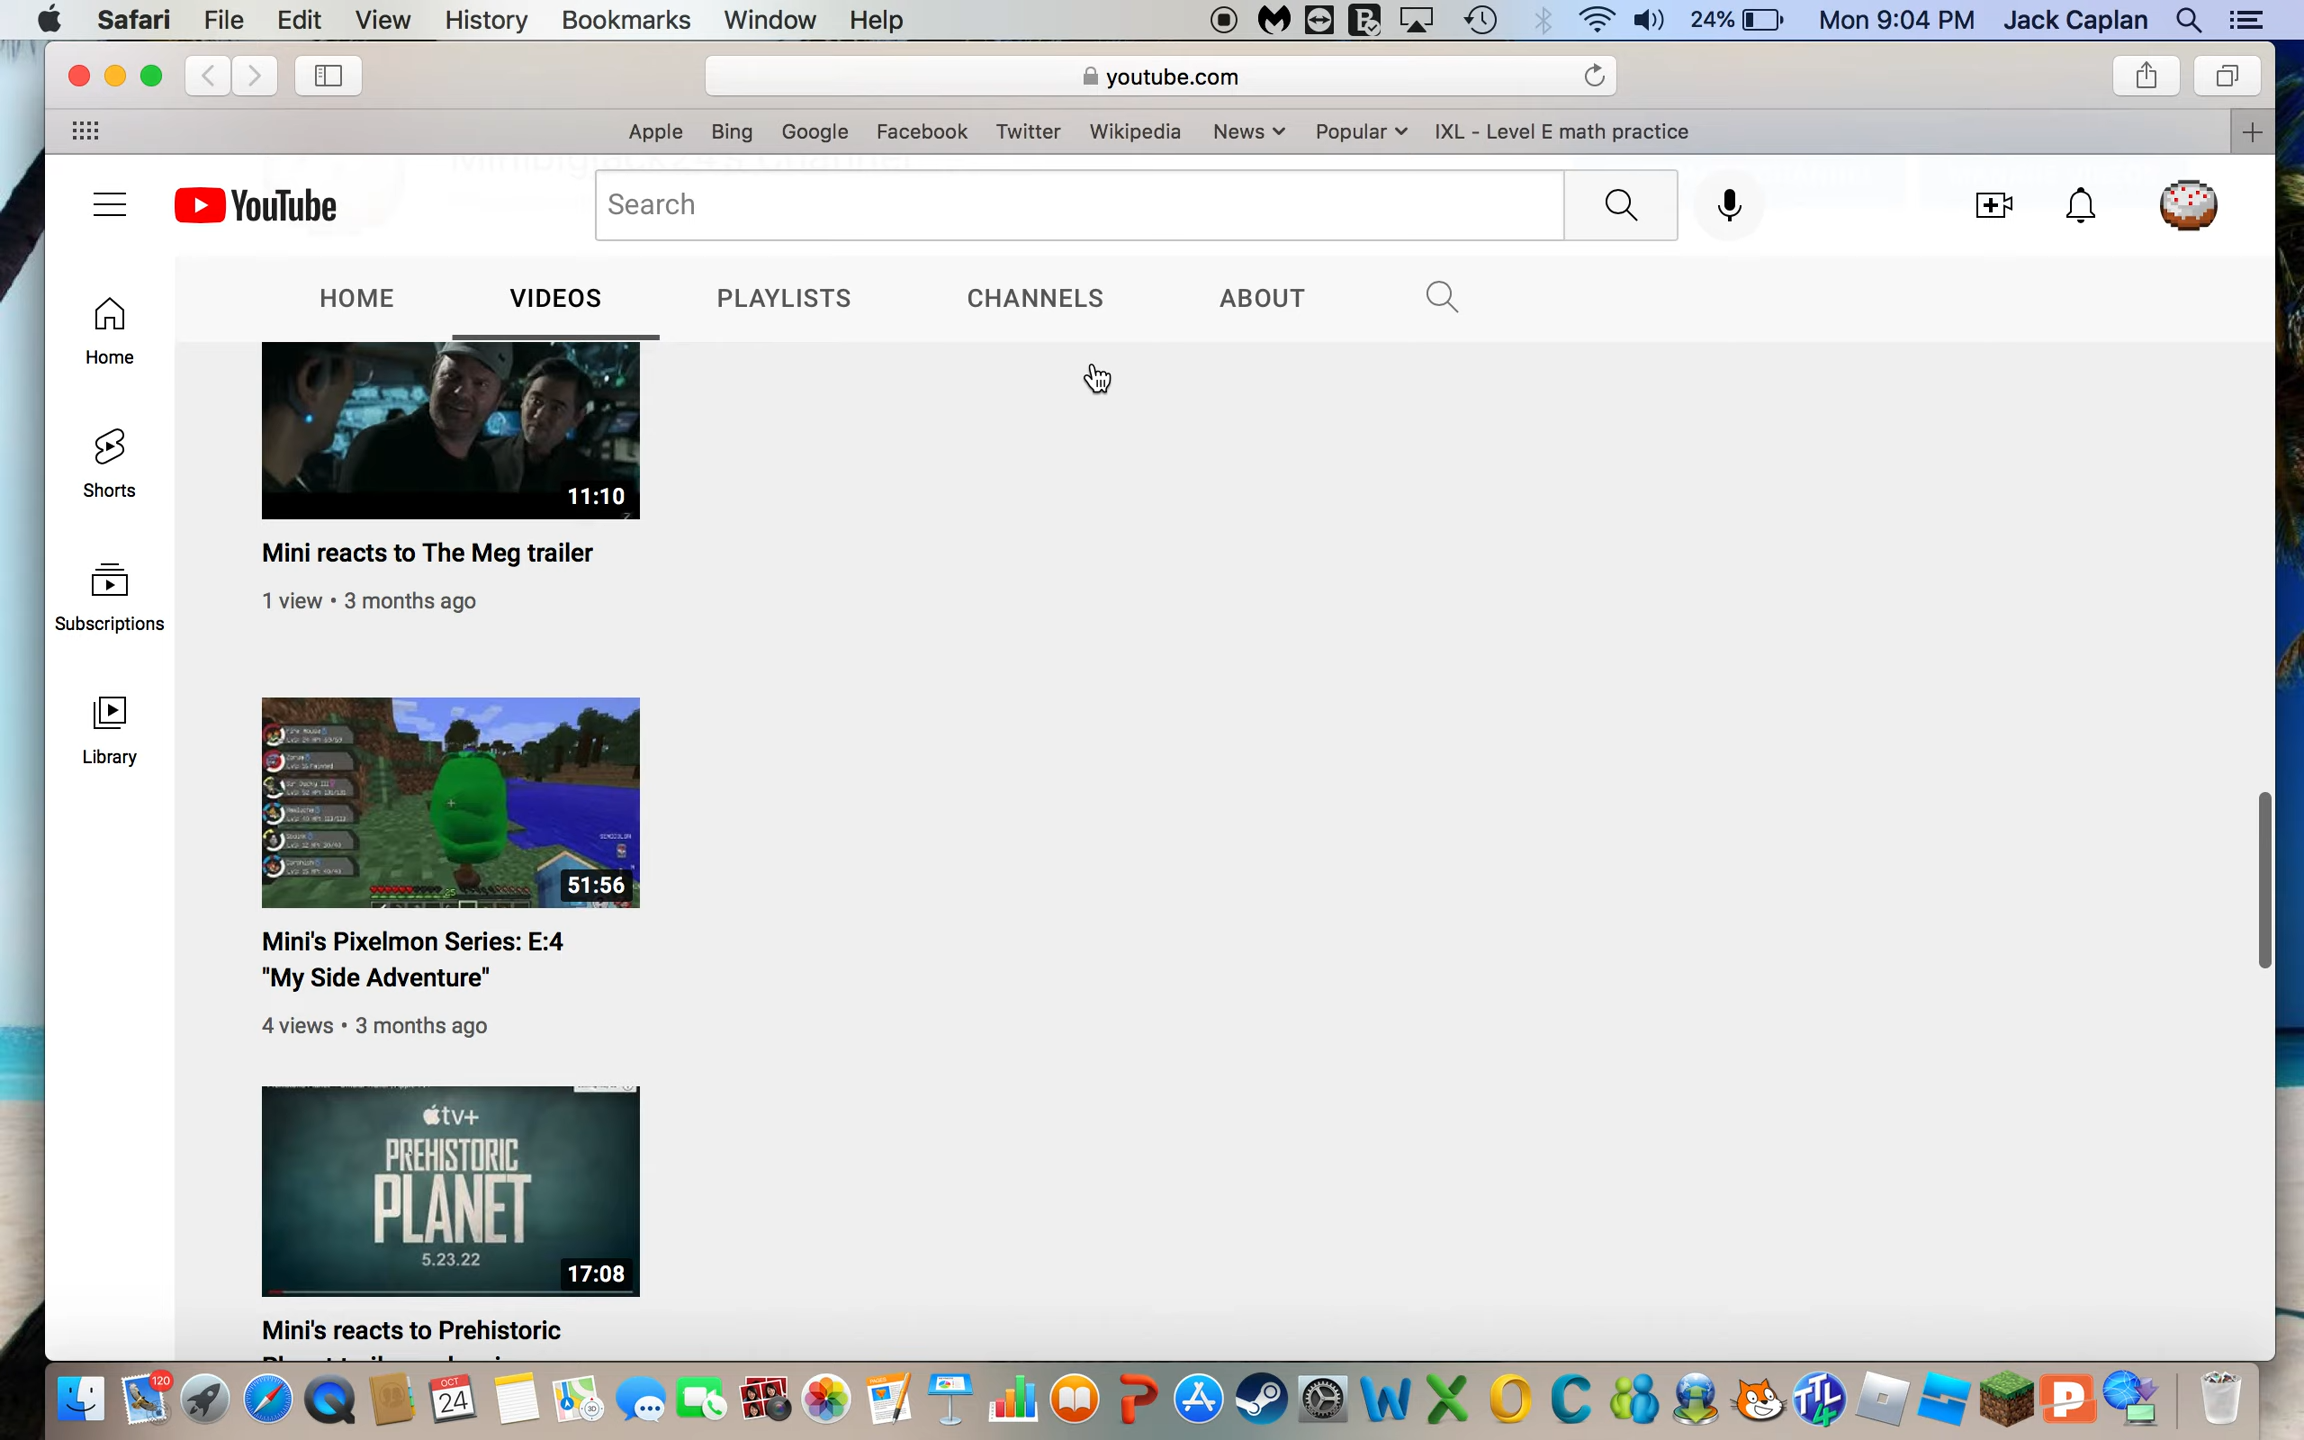 Safari File Edit View History Bookmarks Window Help 24% Mon 9:04 PM Jack Caplan
youtube.com
Apple Bing Google Facebook Twitter Wikipedia News Popular IXL - Level E math practice
YouTube Search
HOME VIDEOS PLAYLISTS CHANNELS ABOUT
Home
Shorts
Subscriptions
Library
11:10
Mini reacts to The Meg trailer
1 view • 3 months ago
51:56
Mini's Pixelmon Series: E:4
"My Side Adventure"
4 views • 3 months ago
tv+
PREHISTORIC
PLANET
5.23.22
17:08
Mini's reacts to Prehistoric
120
OCT
24